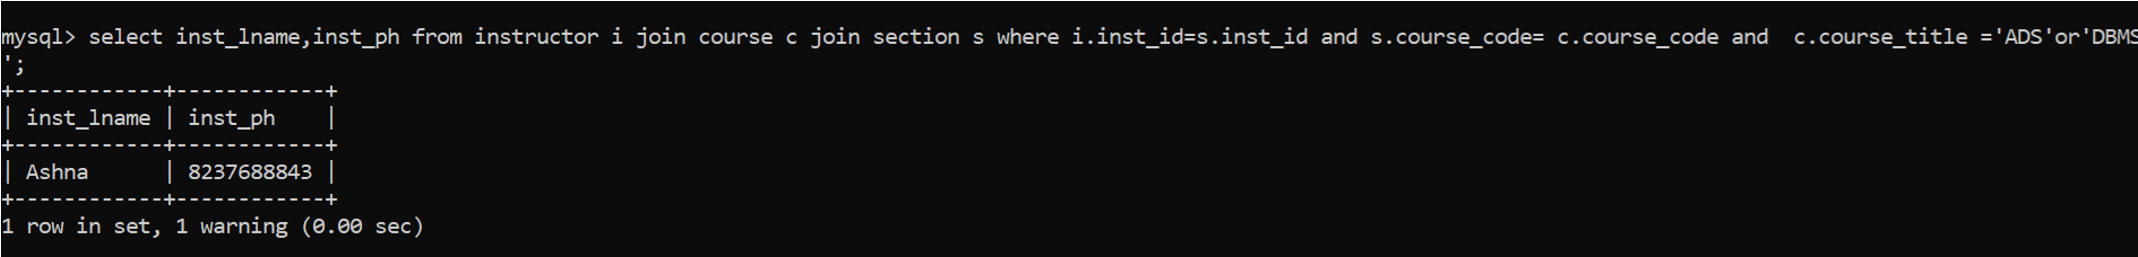 mysql> select inst_lname,inst_ph from instructor i join course c join section s where i.inst_id=s.inst_id and s.course_code= c.course_code and  c.course_title ='ADS'or'DBMS
';
+------------+------------+
| inst_lname | inst_ph    |
+------------+------------+
| Ashna      | 8237688843 |
+------------+------------+
1 row in set, 1 warning (0.00 sec)